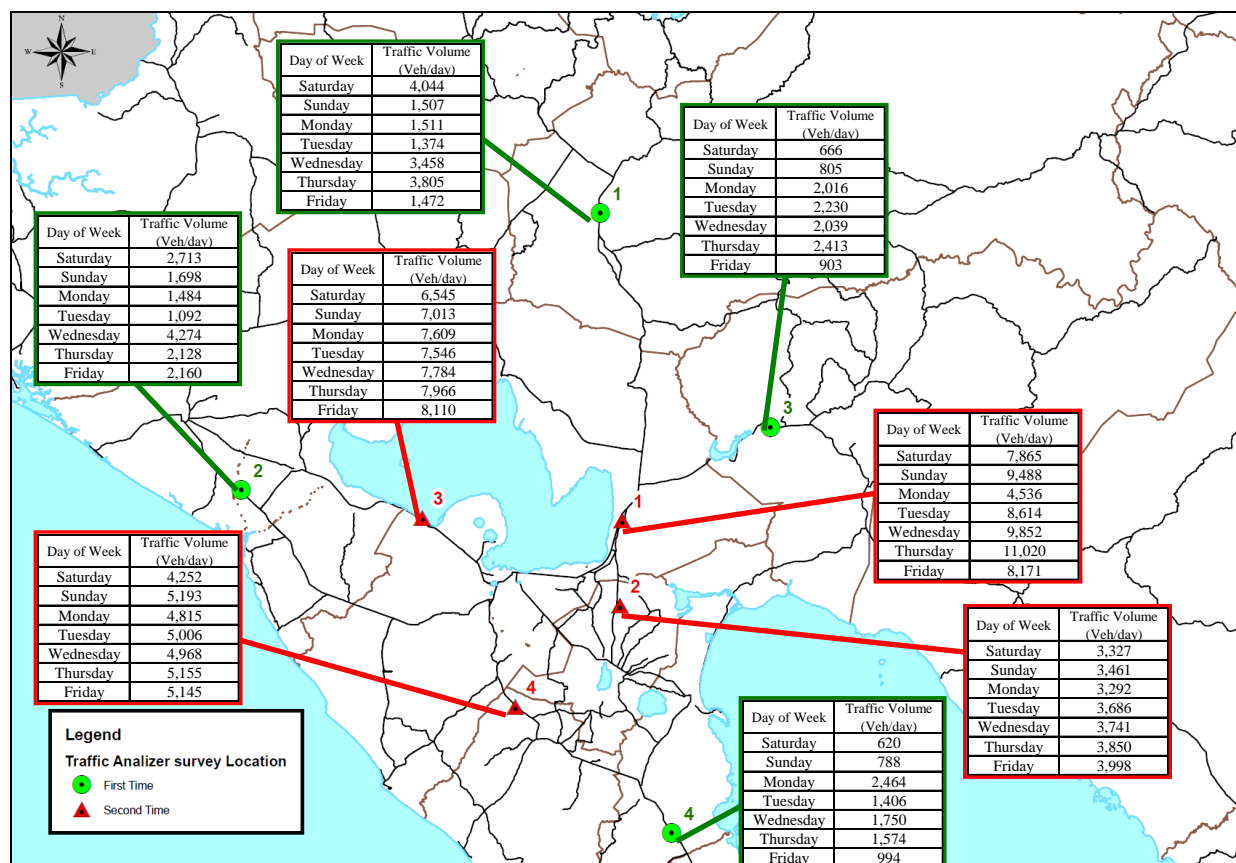 N
W E
S
Day of Week Traffic Volume (Veh/day)
Saturday 4,044
Sunday 1,507
Monday 1,511
Tuesday 1,374
Wednesday 3,458
Thursday 3,805
Friday 1,472
1
Day of Week Traffic Volume (Veh/day)
Saturday 666
Sunday 805
Monday 2,016
Tuesday 2,230
Wednesday 2,039
Thursday 2,413
Friday 903
3
Day of Week Traffic Volume (Veh/day)
Saturday 2,713
Sunday 1,698
Monday 1,484
Tuesday 1,092
Wednesday 4,274
Thursday 2,128
Friday 2,160
2
Day of Week Traffic Volume (Veh/day)
Saturday 6,545
Sunday 7,013
Monday 7,609
Tuesday 7,546
Wednesday 7,784
Thursday 7,966
Friday 8,110
3
Day of Week Traffic Volume (Veh/day)
Saturday 7,865
Sunday 9,488
Monday 4,536
Tuesday 8,614
Wednesday 9,852
Thursday 11,020
Friday 8,171
1
Day of Week Traffic Volume (Veh/day)
Saturday 4,252
Sunday 5,193
Monday 4,815
Tuesday 5,006
Wednesday 4,968
Thursday 5,155
Friday 5,145
4
2
Day of Week Traffic Volume (Veh/day)
Saturday 3,327
Sunday 3,461
Monday 3,292
Tuesday 3,686
Wednesday 3,741
Thursday 3,850
Friday 3,998
Day of Week Traffic Volume (Veh/day)
Saturday 620
Sunday 788
Monday 2,464
Tuesday 1,406
Wednesday 1,750
Thursday 1,574
Friday 994
4
Legend
Traffic Analizer survey Location
First Time
Second Time